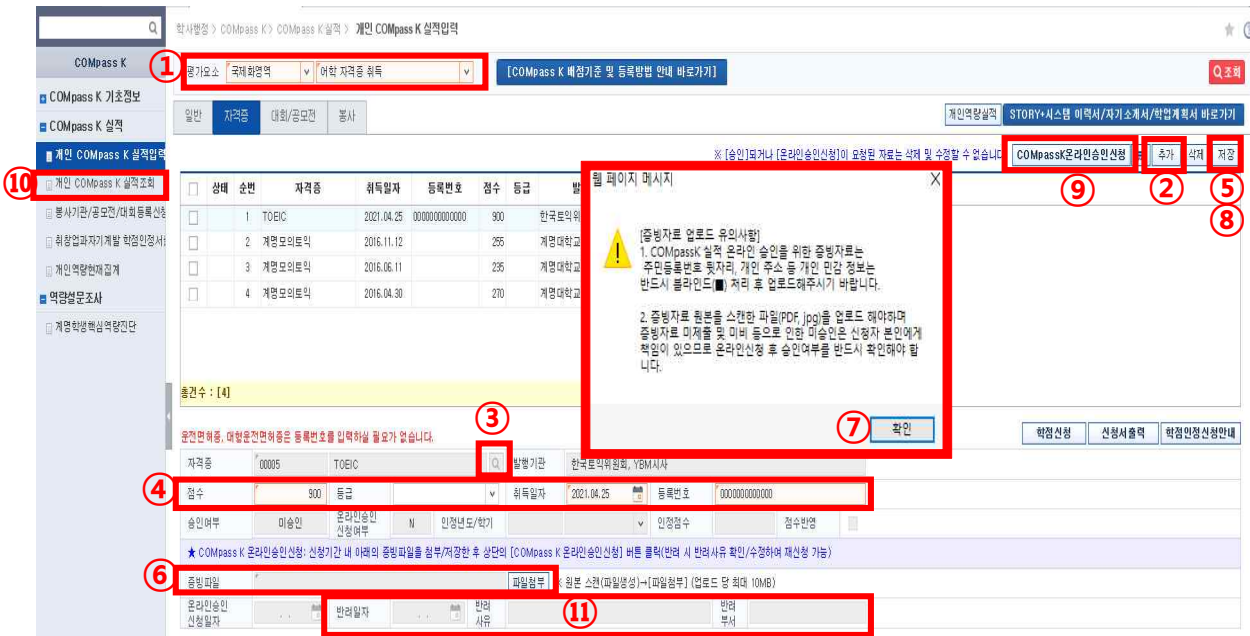 학사행정 > COMpass K > COMpass K 실적 > 개인 COMpass K 실적입력
COMpass K
①
평가요소 국제화영역 어학 자격증 취득
[COMpass K 배점기준 및 등록방법 안내 바로가기]
조회
COMpass K 기초정보
COMpass K 실적
개인 COMpass K 실적입력
⑩
개인 COMpass K 실적조회
봉사기관/공모전/대회등록신청
취창업과자기계발 학점인정서
개인역량현재집계
역량설문조사
계명학생핵심역량진단
일반 자격증 대회/공모전 봉사
개인역량실적 STORY+시스템 이력서/자기소개서/학업계획서 바로가기
※ [승인]되거나 [온라인승인신청]이 요청된 자료는 삭제 및 수정할 수 없습니다
COMpassK온라인승인신청 추가 삭제 저장
⑨ ② ⑤
⑧
상태 순번 자격증 취득일자 등록번호 점수 등급 발
1 TOEIC 2021.04.25 0000000000000 900 한국토익위
2 계명모의토익 2016.11.12 255 계명대학교
3 계명모의토익 2016.06.11 235 계명대학교
4 계명모의토익 2016.04.30 270 계명대학교
총건수 : [4]
웹 페이지 메시지 X
[증빙자료 업로드 유의사항]
1. COMpassK 실적 온라인 승인을 위한 증빙자료는
주민등록번호 뒷자리, 개인 주소 등 개인 민감 정보는
반드시 블라인드(■) 처리 후 업로드해주시기 바랍니다.
2. 증빙자료 원본을 스캔한 파일(PDF, jpg)을 업로드 해야하며
증빙자료 미제출 및 미비 등으로 인한 미승인은 신청자 본인에게
책임이 있으므로 온라인신청 후 승인여부를 반드시 확인해야 합
니다.
⑦ 확인
③
운전면허증, 대형운전면허증은 등록번호를 입력하실 필요가 없습니다.
학점신청 신청서출력 학점인정신청안내
자격증 00005 TOEIC 발행기관 한국토익위원회, YBM시사
④
점수 900 등급 취득일자 2021.04.25 등록번호 0000000000000
승인여부 미승인 온라인승인 신청여부 N 인정년도/학기 인정점수 점수반영
★ COMpass K 온라인승인신청: 신청기간 내 아래의 증빙파일을 첨부/저장한 후 상단의 [COMpass K 온라인승인신청] 버튼 클릭(반려 시 반려사유 확인/수정하여 재신청 가능)
⑥
증빙파일 파일첨부 원본 스캔(파일생성)→[파일첨부] (업로드 당 최대 10MB)
온라인승인 신청일자 . . 반려일자 . . 반려 사유 ⑪ 반려 부서